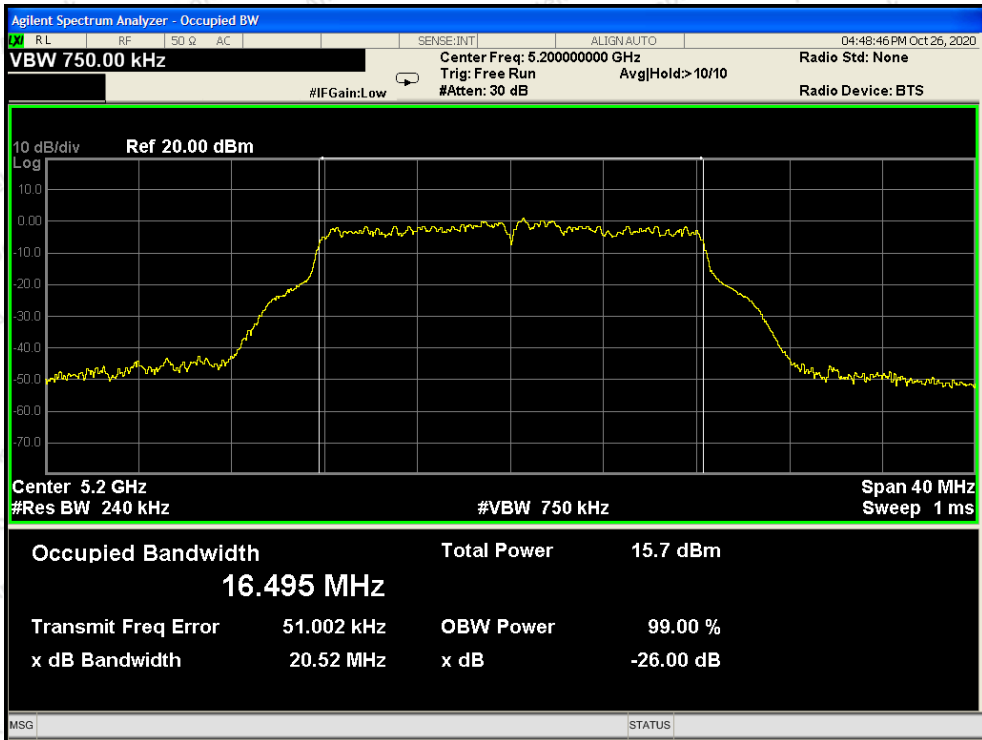 Agilent Spectrum Analyzer - Occupied BW
LXI RL RF 50 Ω AC SENSE:INT ALIGN AUTO 04:48:46 PM Oct 26, 2020
VBW 750.00 kHz Center Freq: 5.200000000 GHz Radio Std: None
Trig: Free Run Avg|Hold:> 10/10
#IFGain:Low #Atten: 30 dB Radio Device: BTS
10 dB/div Ref 20.00 dBm
Log
10.0
0.00
-10.0
-20.0
-30.0
-40.0
-50.0
-60.0
-70.0
Center 5.2 GHz Span 40 MHz
#Res BW 240 kHz #VBW 750 kHz Sweep 1 ms
Occupied Bandwidth Total Power 15.7 dBm
16.495 MHz
Transmit Freq Error 51.002 kHz OBW Power 99.00 %
x dB Bandwidth 20.52 MHz x dB -26.00 dB
MSG STATUS